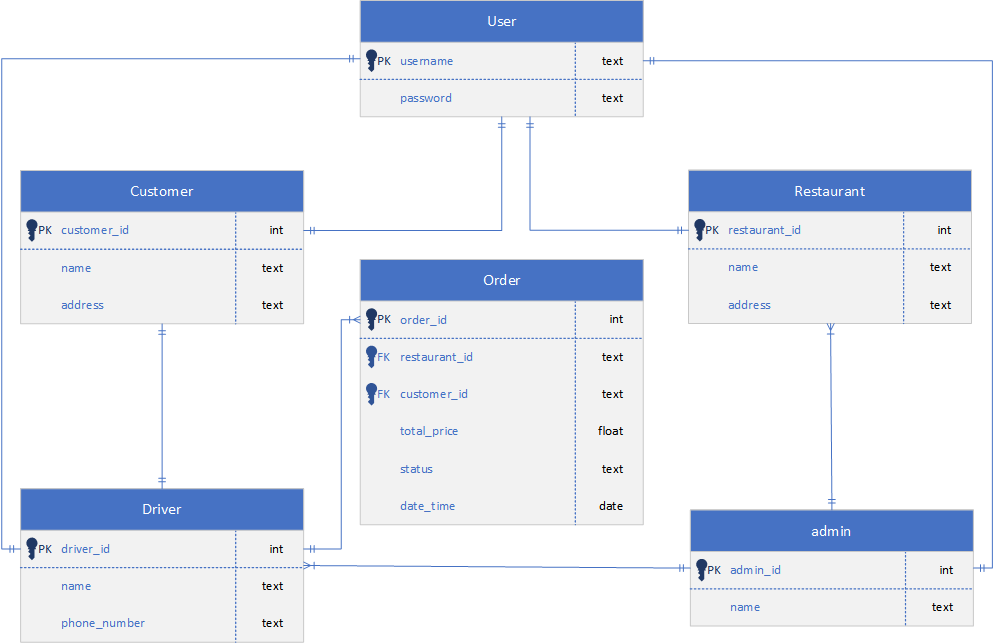 User
PK username text
password text
Customer
PK customer_id int
name text
address text
Restaurant
PK restaurant_id int
name text
address text
Order
PK order_id int
FK restaurant_id text
FK customer_id text
total_price float
status text
date_time date
Driver
PK driver_id int
name text
phone_number text
admin
PK admin_id int
name text